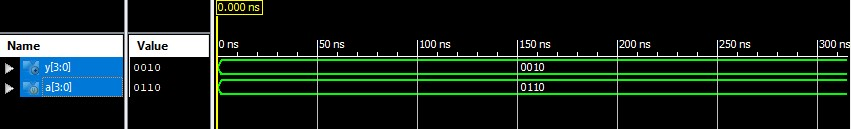 0.000 ns
Name Value 0 ns 50 ns 100 ns 150 ns 200 ns 250 ns 300 ns
y[3:0] 0010 0010
a[3:0] 0110 0110